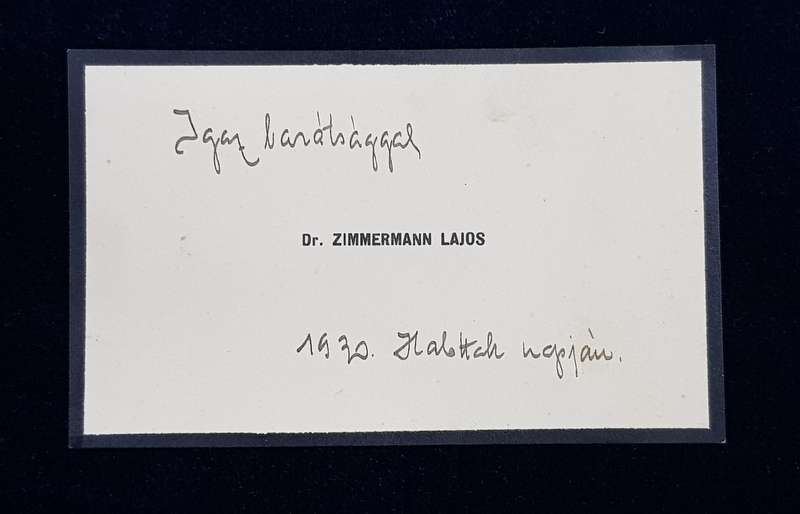 Igaz barátsággal
Dr. ZIMMERMANN LAJOS
1930. Halottak napján.